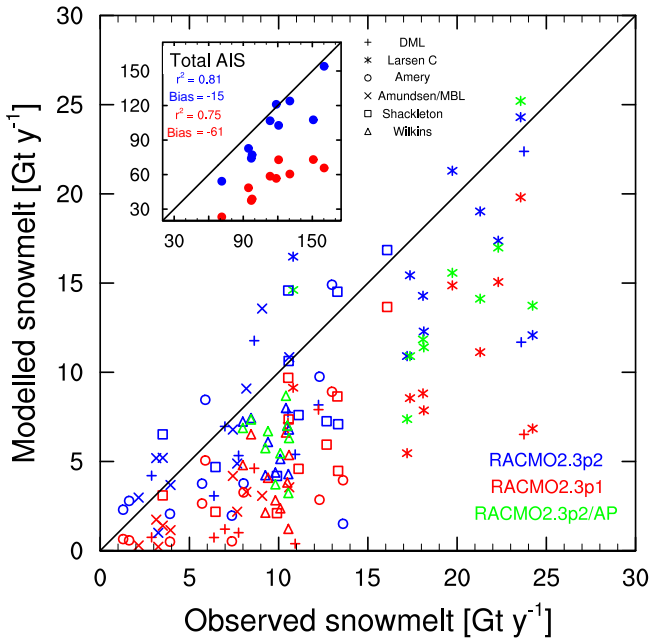 Modelled snowmelt [Gt y⁻¹]
30
25
20
15
10
5
0
0
5
10
15
20
25
30
Observed snowmelt [Gt y⁻¹]
Total AIS
r² = 0.81
Bias = -15
r² = 0.75
Bias = -61
150
120
90
60
30
30
90
150
DML
Larsen C
Amery
Amundsen/MBL
Shackleton
Wilkins
RACMO2.3p2
RACMO2.3p1
RACMO2.3p2/AP